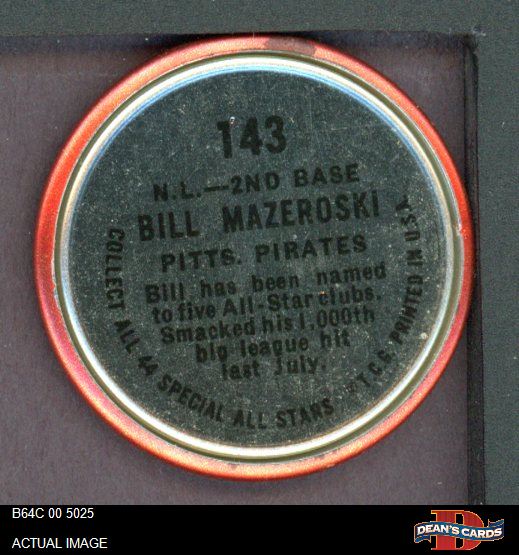 143
N.L.—2ND BASE
BILL MAZEROSKI
PITTS. PIRATES
Bill has been named
to five All-Star clubs.
Smacked his 1,000th
big league hit
last July.
COLLECT ALL 44 SPECIAL ALL STARS T.C.G. PRINTED IN U.S.A.
B64C 00 5025
ACTUAL IMAGE
DEAN'S CARDS